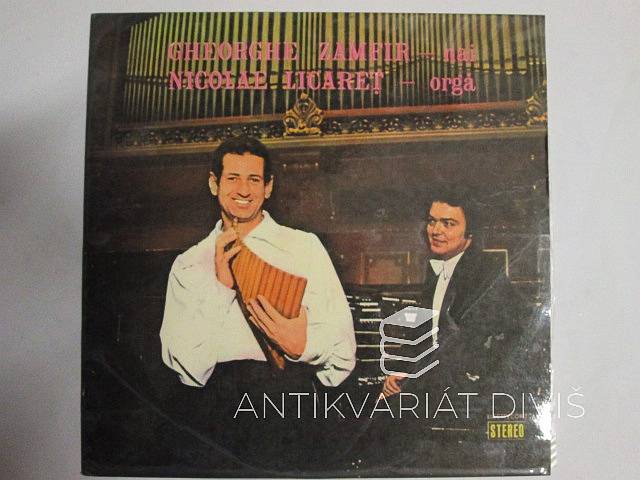 GHEORGHE ZAMFIR – nai
NICOLAE LICAREȚ – orgă
ANTIKVARIÁT DIVIŠ
STEREO